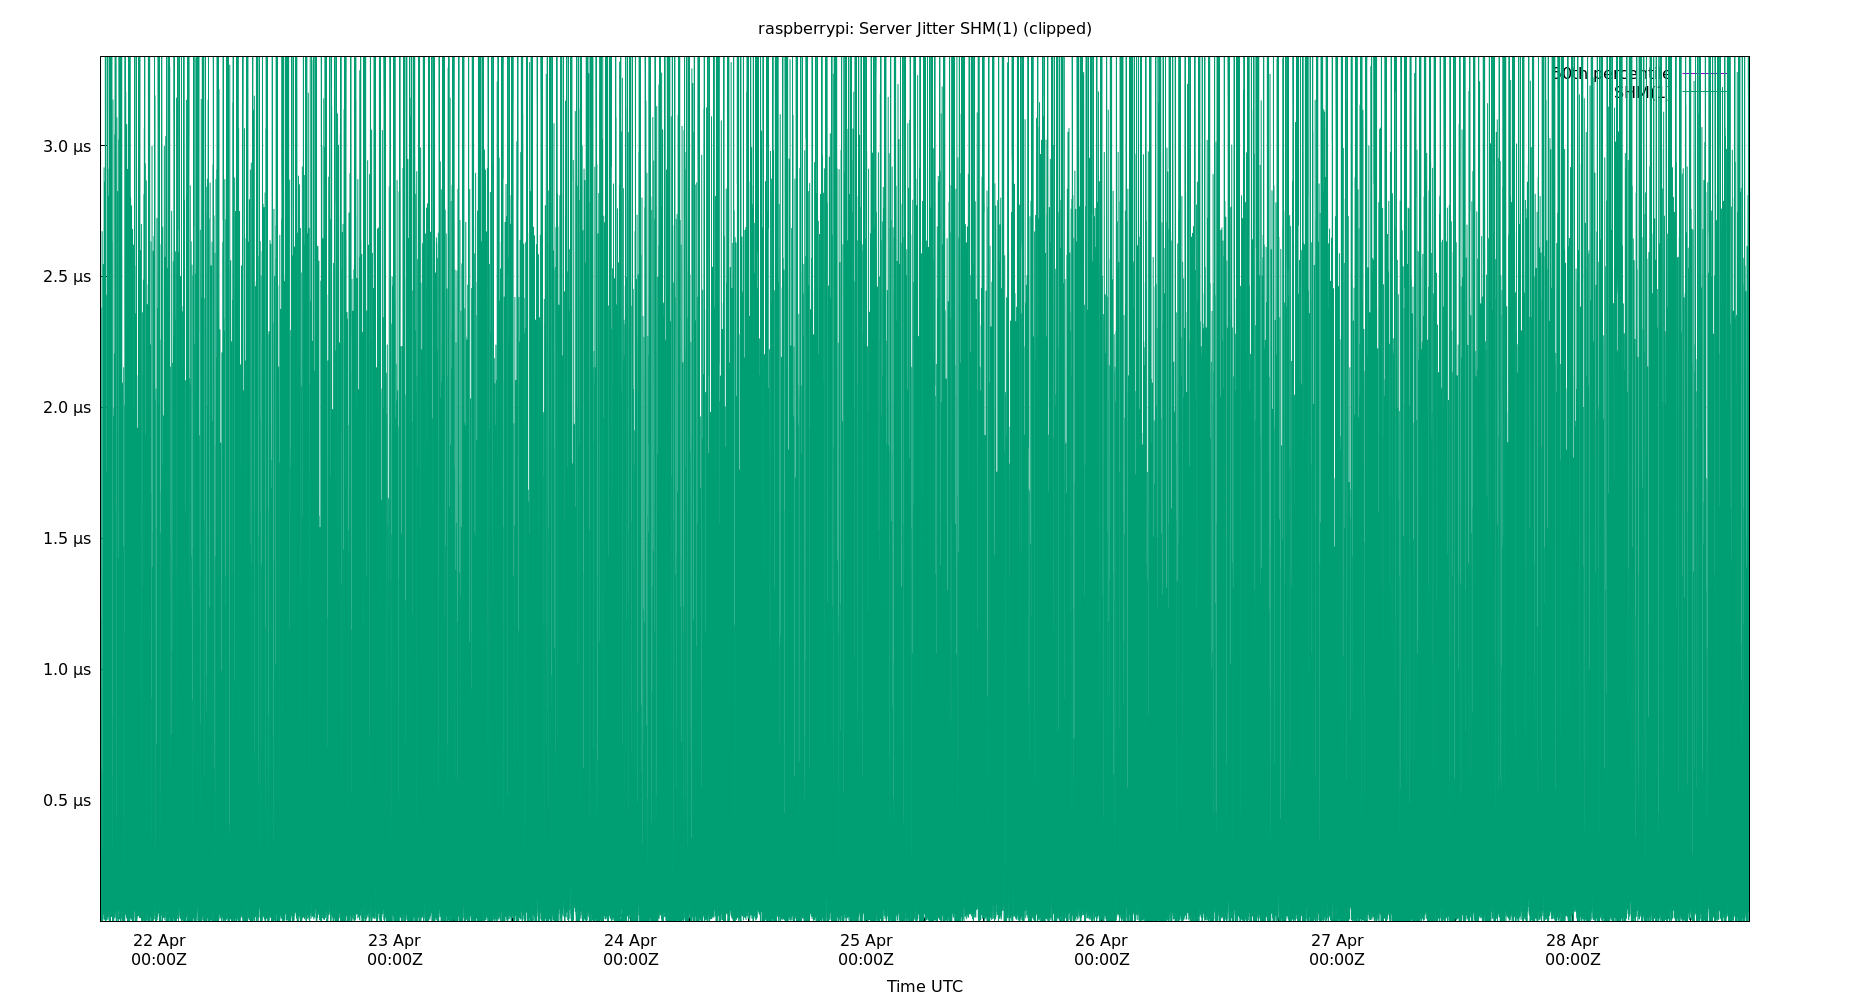 raspberrypi: Server Jitter SHM(1) (clipped)
percentile
3.0 µs
2.5 µs
2.0 µs
1.5 µs
1.0 µs
0.5 µs
22 Apr
00:00Z
23 Apr
00:00Z
24 Apr
00:00Z
25 Apr
00:00Z
26 Apr
00:00Z
27 Apr
00:00Z
28 Apr
00:00Z
Time UTC